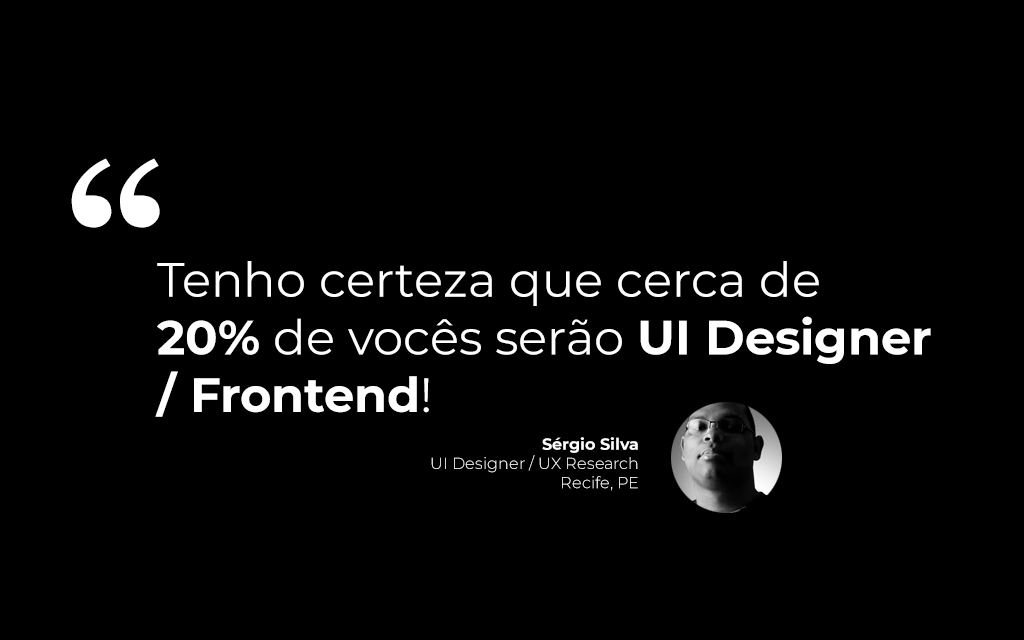 “
Tenho certeza que cerca de
20% de vocês serão UI Designer
/ Frontend!
Sérgio Silva
UI Designer / UX Research
Recife, PE